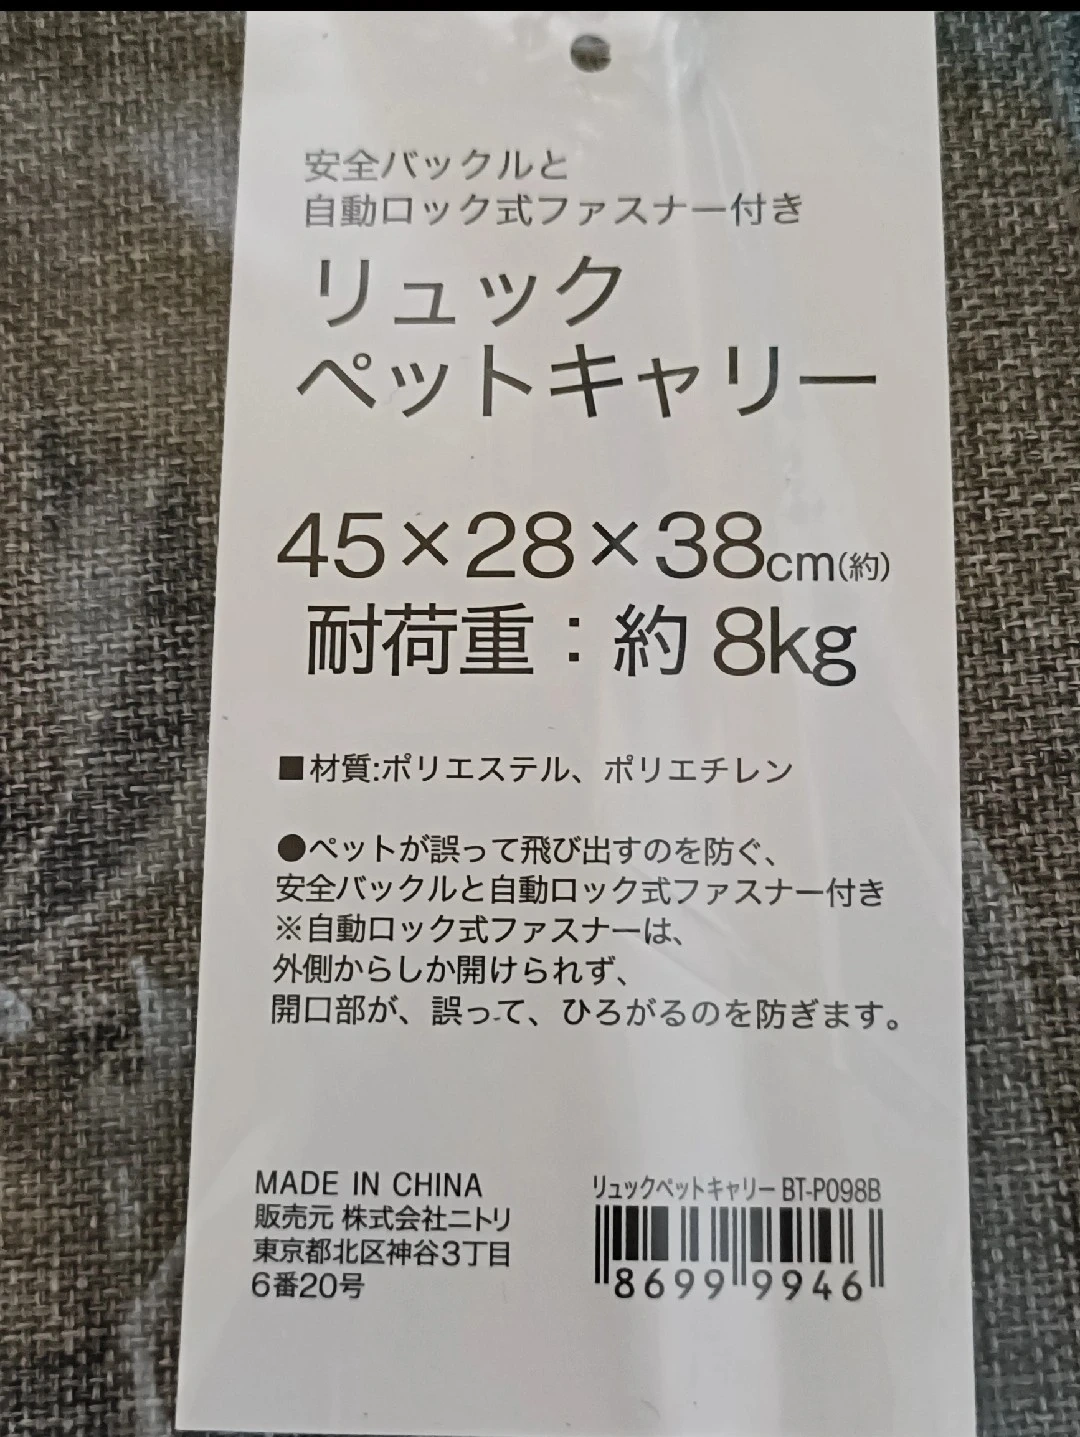 安全バックルと
自動ロック式ファスナー付き
リュック
ペットキャリー
45×28×38cm(約)
耐荷重：約 8kg
■材質:ポリエステル、ポリエチレン
●ペットが誤って飛び出すのを防ぐ、
安全バックルと自動ロック式ファスナー付き
※自動ロック式ファスナーは、
外側からしか開けられず、
開口部が、誤って、ひろがるのを防ぎます。
MADE IN CHINA
販売元 株式会社ニトリ
東京都北区神谷3丁目
6番20号
リュックペットキャリー BT-P098B
86999946